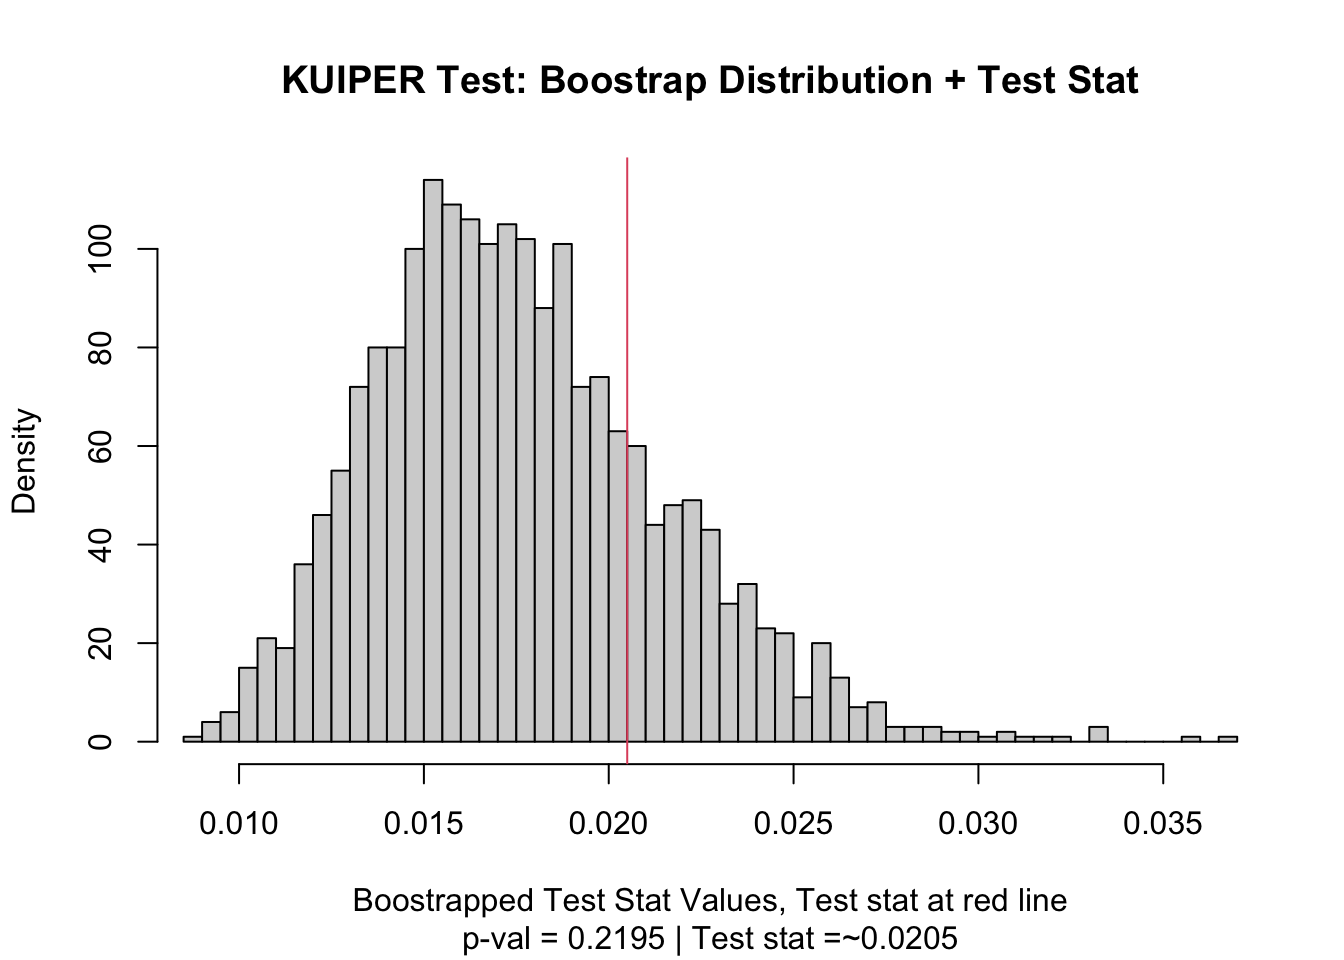 KUIPER Test: Boostrap Distribution + Test Stat
Density
100
80
60
40
20
0
0.010 0.015 0.020 0.025 0.030 0.035
Boostrapped Test Stat Values, Test stat at red line
p-val = 0.2195 | Test stat =~0.0205